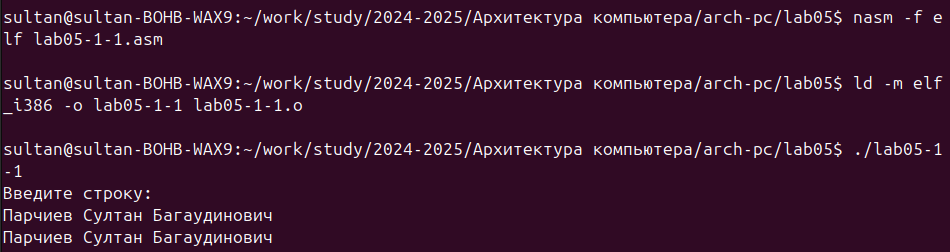 sultan@sultan-BOHB-WAX9:~/work/study/2024-2025/Архитектура компьютера/arch-pc/lab05$ nasm -f e
lf lab05-1-1.asm
sultan@sultan-BOHB-WAX9:~/work/study/2024-2025/Архитектура компьютера/arch-pc/lab05$ ld -m elf
_i386 -o lab05-1-1 lab05-1-1.o
sultan@sultan-BOHB-WAX9:~/work/study/2024-2025/Архитектура компьютера/arch-pc/lab05$ ./lab05-1
-1
Введите строку:
Парчиев Султан Багаудинович
Парчиев Султан Багаудинович